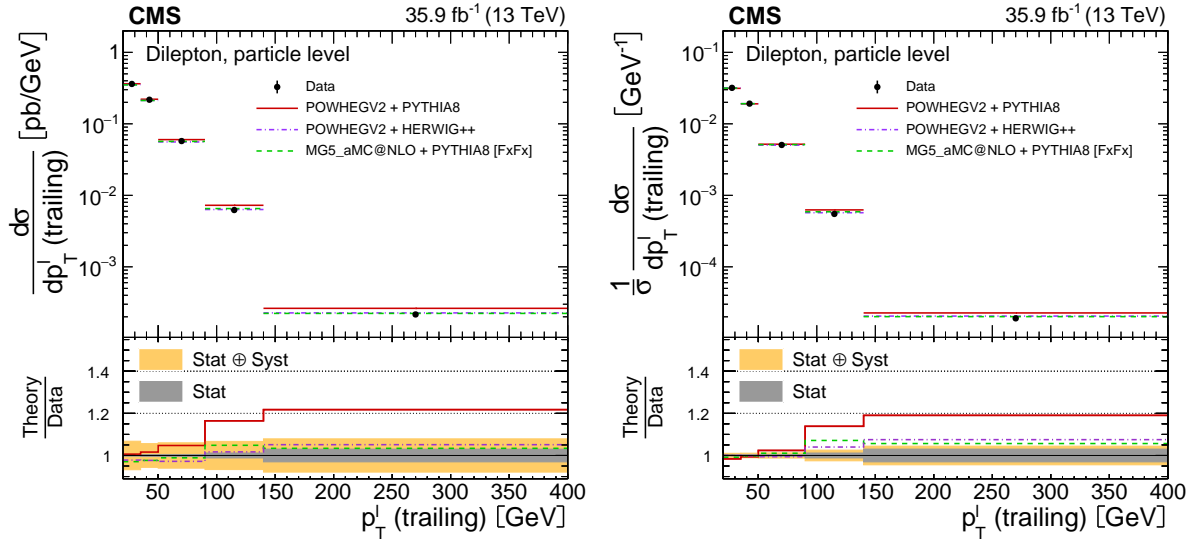 CMS 35.9 fb⁻¹ (13 TeV)
dσ/dp_T^l (trailing) [pb/GeV]
Dilepton, particle level
Data
POWHEGV2 + PYTHIA8
POWHEGV2 + HERWIG++
MG5_aMC@NLO + PYTHIA8 [FxFx]
10⁻¹
10⁻²
10⁻³
Theory/Data
Stat ⊕ Syst
Stat
1.4
1.2
1
50 100 150 200 250 300 350 400
p_T^l (trailing) [GeV]
CMS 35.9 fb⁻¹ (13 TeV)
1/σ dσ/dp_T^l (trailing) [GeV⁻¹]
Dilepton, particle level
Data
POWHEGV2 + PYTHIA8
POWHEGV2 + HERWIG++
MG5_aMC@NLO + PYTHIA8 [FxFx]
10⁻¹
10⁻²
10⁻³
10⁻⁴
Theory/Data
Stat ⊕ Syst
Stat
1.4
1.2
1
50 100 150 200 250 300 350 400
p_T^l (trailing) [GeV]